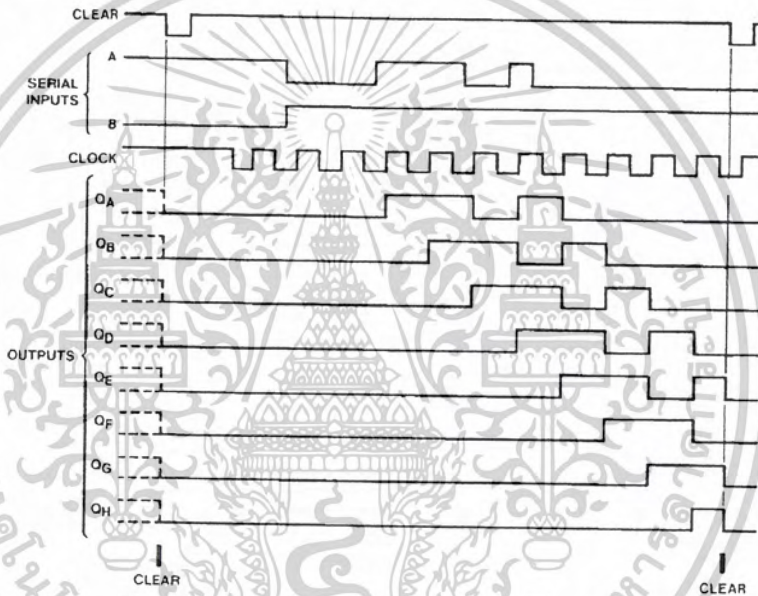 CLEAR
A
SERIAL
INPUTS
B
CLOCK
QA
QB
QC
QD
OUTPUTS
QE
QF
QG
QH
CLEAR
CLEAR